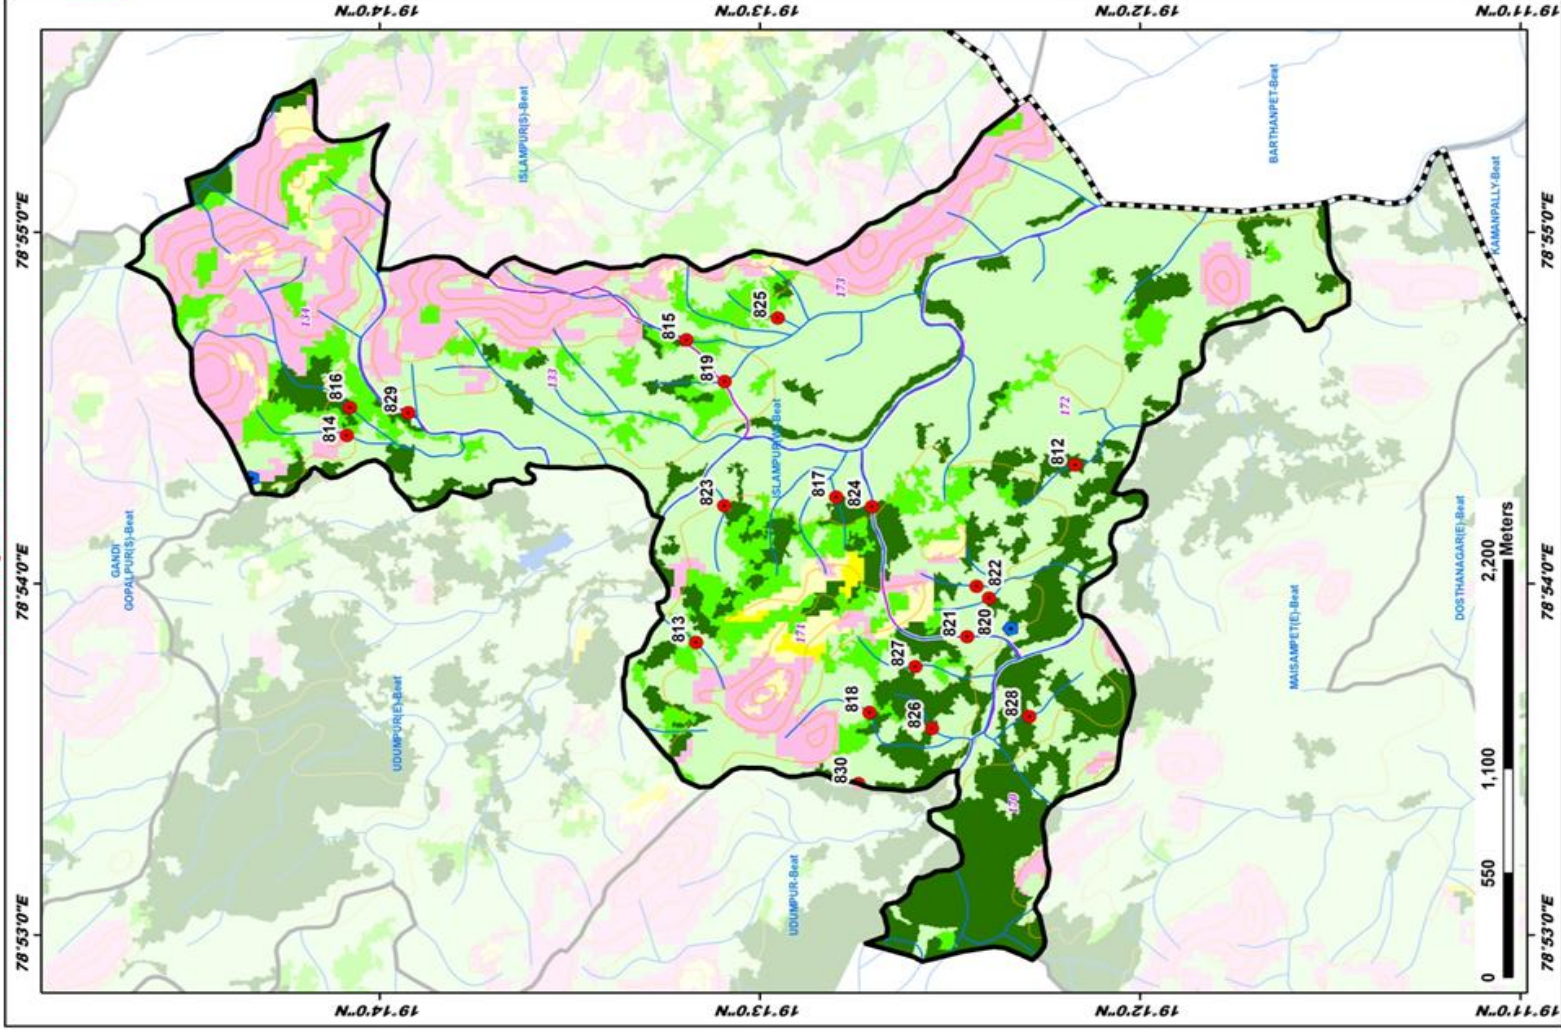 19°14'0"N
19°13'0"N
19°12'0"N
19°11'0"N
78°55'0"E
78°54'0"E
78°53'0"E
78°55'0"E
78°54'0"E
78°53'0"E
19°14'0"N
19°13'0"N
19°12'0"N
19°11'0"N
GANDI
GOPALPUR(S)-Beat
ISLAMPUR(S)-Beat
BARTHANPET-Beat
KAMANPALLY-Beat
UDUMPUR(E)-Beat
UDUMPUR-Beat
MAISAMPET(E)-Beat
DOSTHANAGAR(E)-Beat
134
133
173
172
171
816
814
829
815
825
819
823
817
824
812
813
822
820
821
827
818
826
828
830
0
550
1,100
2,200
Meters